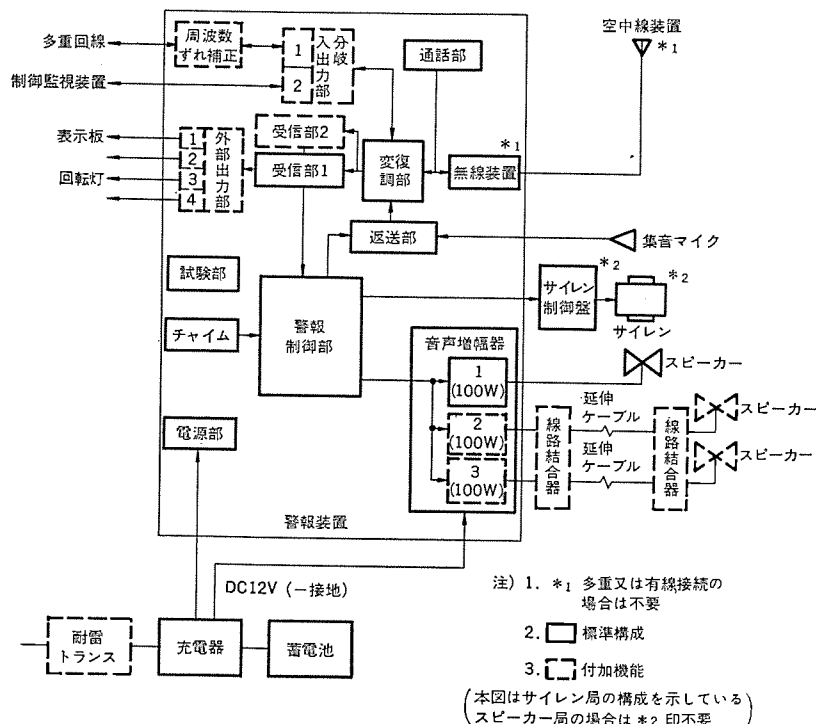 空中線装置
*1
多重回線
周波数
ずれ補正
1
2
分岐
入出力部
通話部
制御監視装置
表示板
回転灯
1
2
3
4
外部出力部
受信部2
受信部1
変復
調部
*1
無線装置
返送部
集音マイク
試験部
チャイム
警報
制御部
*2
サイレン
制御盤
*2
サイレン
音声増幅器
1
(100W)
スピーカー
2
(100W)
3
(100W)
線路結合器
延伸
ケーブル
延伸
ケーブル
線路結合器
スピーカー
スピーカー
電源部
警報装置
DC12V(ー接地)
耐雷
トランス
充電器
蓄電池
注) 1. *1 多重又は有線接続の
場合は不要
2. 標準構成
3. 付加機能
(本図はサイレン局の構成を示している
スピーカー局の場合は*2印不要)